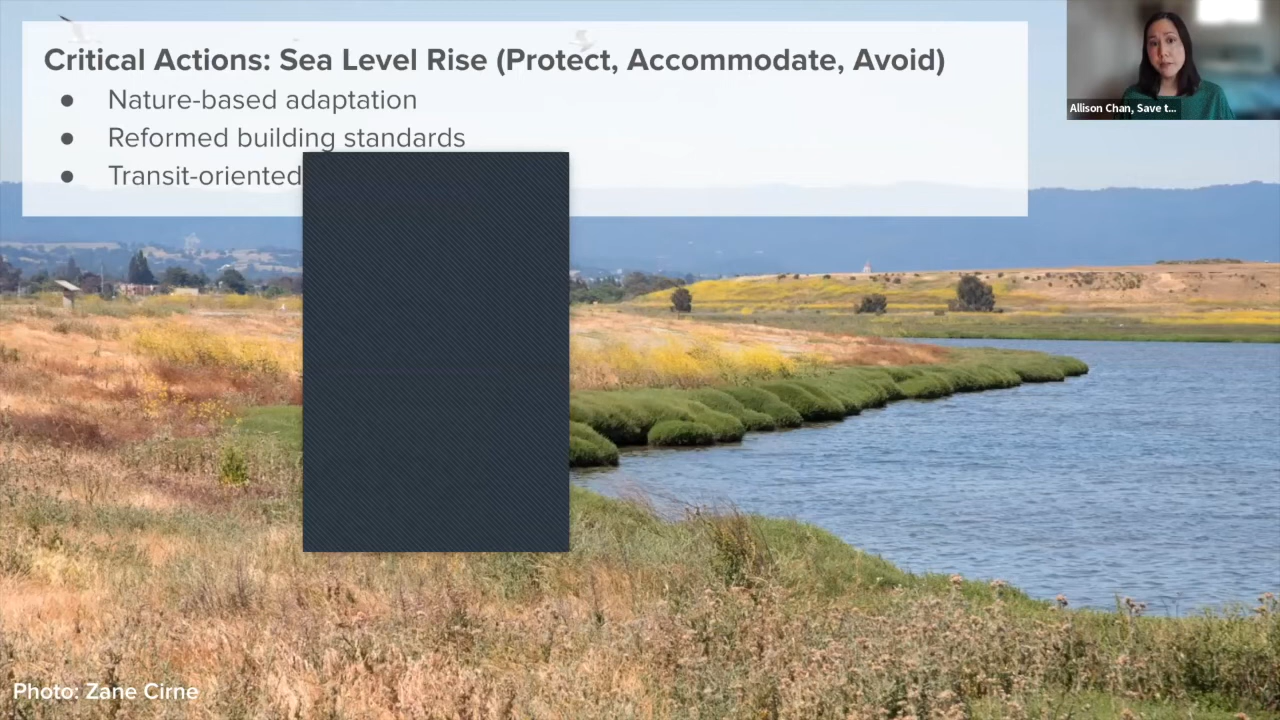 Critical Actions: Sea Level Rise (Protect, Accommodate, Avoid)
● Nature-based adaptation
● Reformed building standards
● Transit-oriented
Allison Chan, Save t...
Photo: Zane Cirne